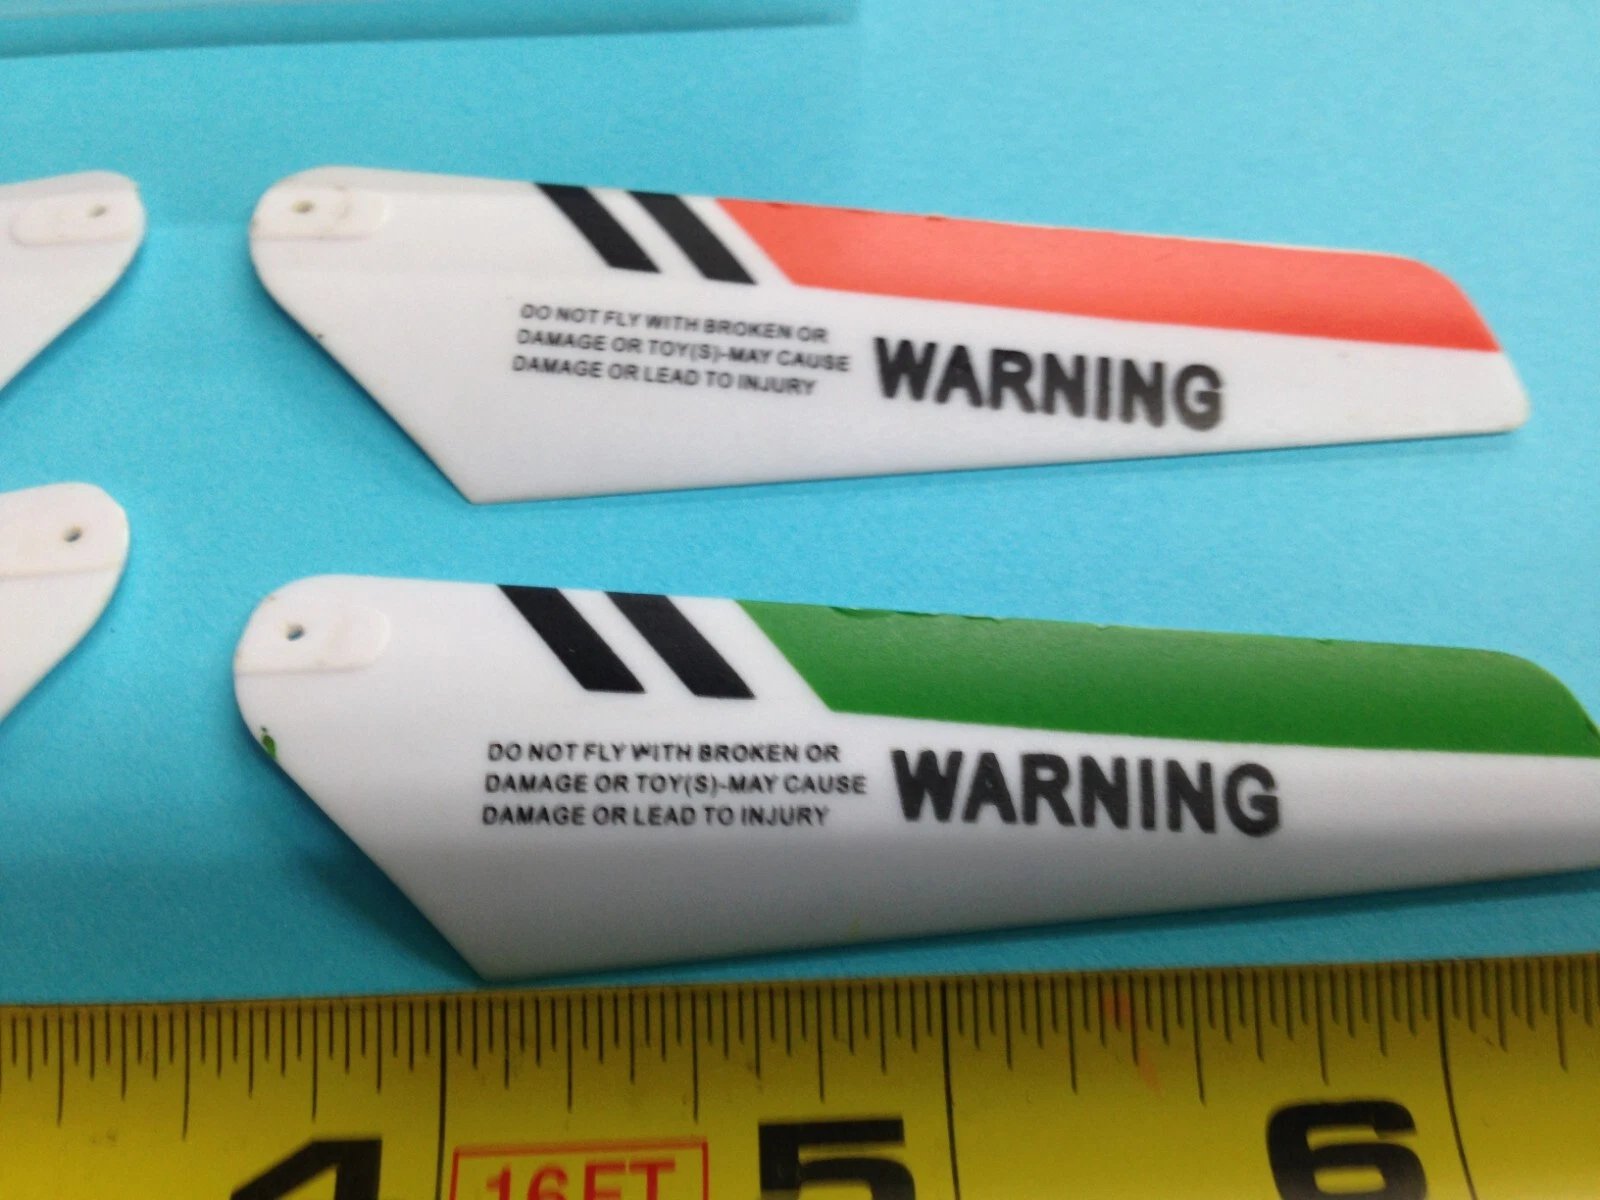 DO NOT FLY WITH BROKEN OR
DAMAGE OR TOY(S)-MAY CAUSE
DAMAGE OR LEAD TO INJURY
WARNING
DO NOT FLY WITH BROKEN OR
DAMAGE OR TOY(S)-MAY CAUSE
DAMAGE OR LEAD TO INJURY
WARNING
4 16FT 5 6